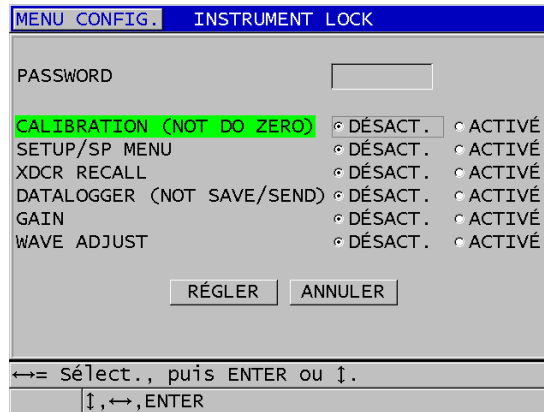 MENU CONFIG. INSTRUMENT LOCK
PASSWORD
CALIBRATION (NOT DO ZERO) DÉSACT. ACTIVÉ
SETUP/SP MENU DÉSACT. ACTIVÉ
XDCR RECALL DÉSACT. ACTIVÉ
DATALOGGER (NOT SAVE/SEND) DÉSACT. ACTIVÉ
GAIN DÉSACT. ACTIVÉ
WAVE ADJUST DÉSACT. ACTIVÉ
RÉGLER ANNULER
↔= Sélect., puis ENTER ou ↕.
↕,↔,ENTER